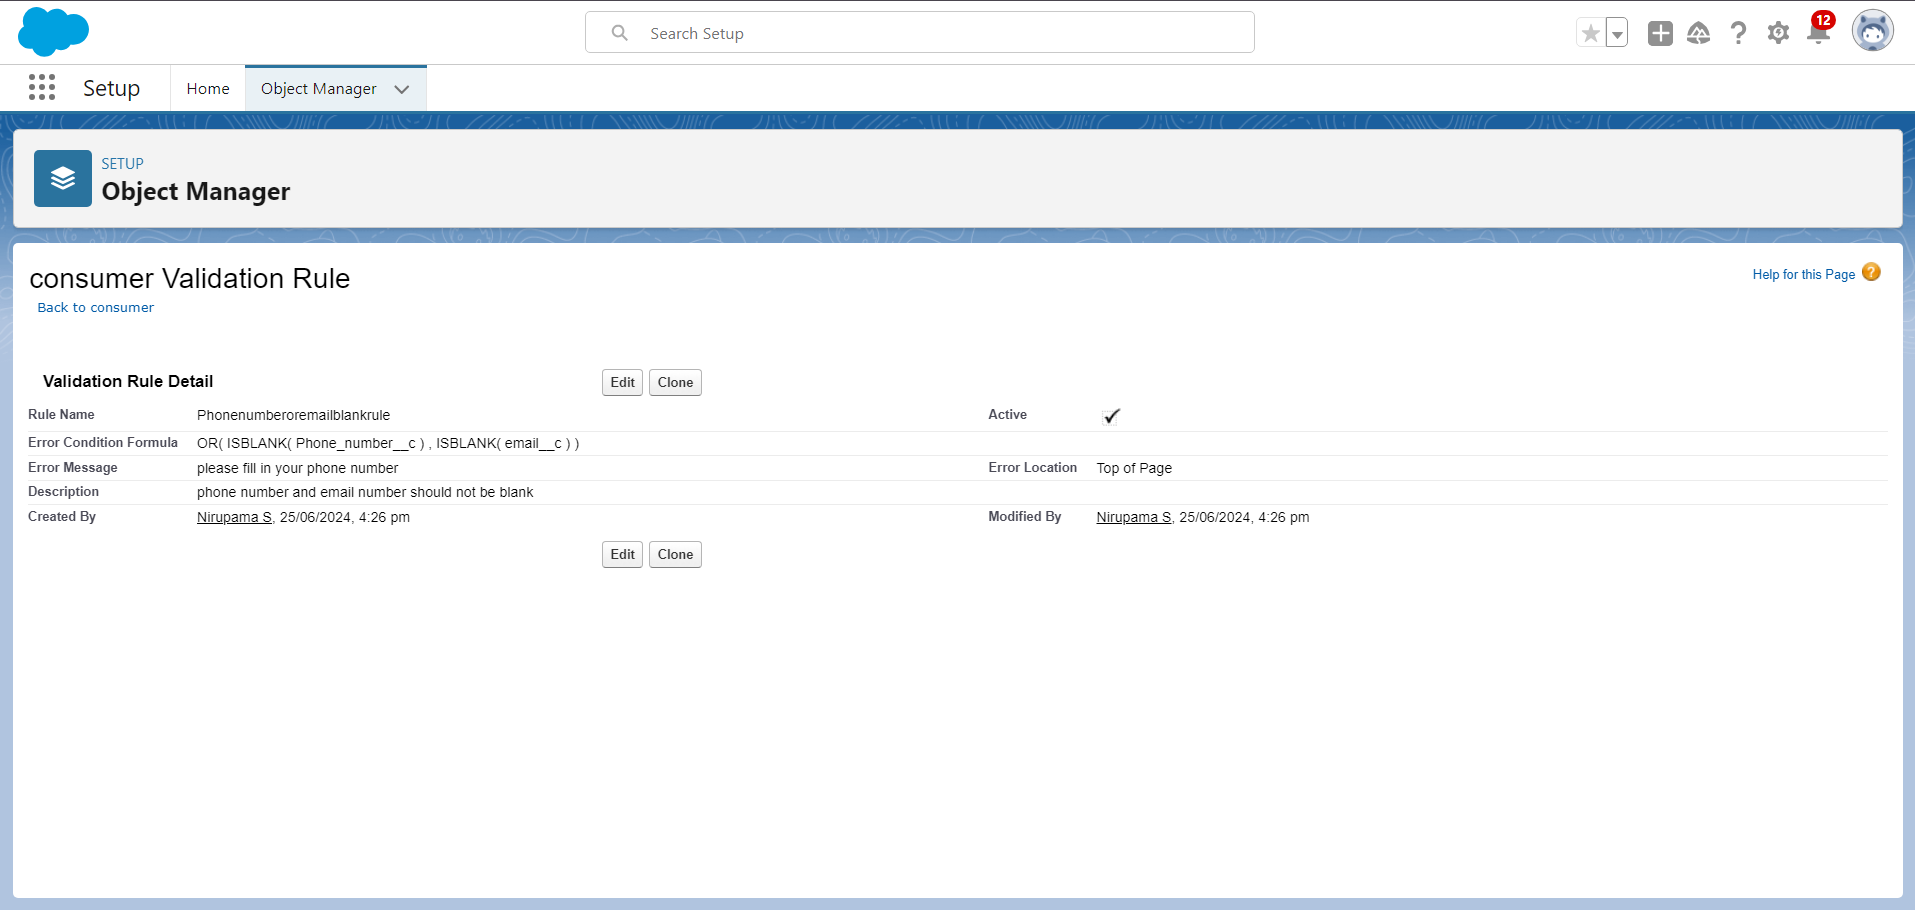 Search Setup
12
Setup
Home
Object Manager
SETUP
Object Manager
consumer Validation Rule
Help for this Page
Back to consumer
Validation Rule Detail
Edit Clone
Rule Name Phonenumberoremailblankrule Active
Error Condition Formula OR( ISBLANK( Phone_number__c ) , ISBLANK( email__c ) )
Error Message please fill in your phone number Error Location Top of Page
Description phone number and email number should not be blank
Created By Nirupama S, 25/06/2024, 4:26 pm Modified By Nirupama S, 25/06/2024, 4:26 pm
Edit Clone